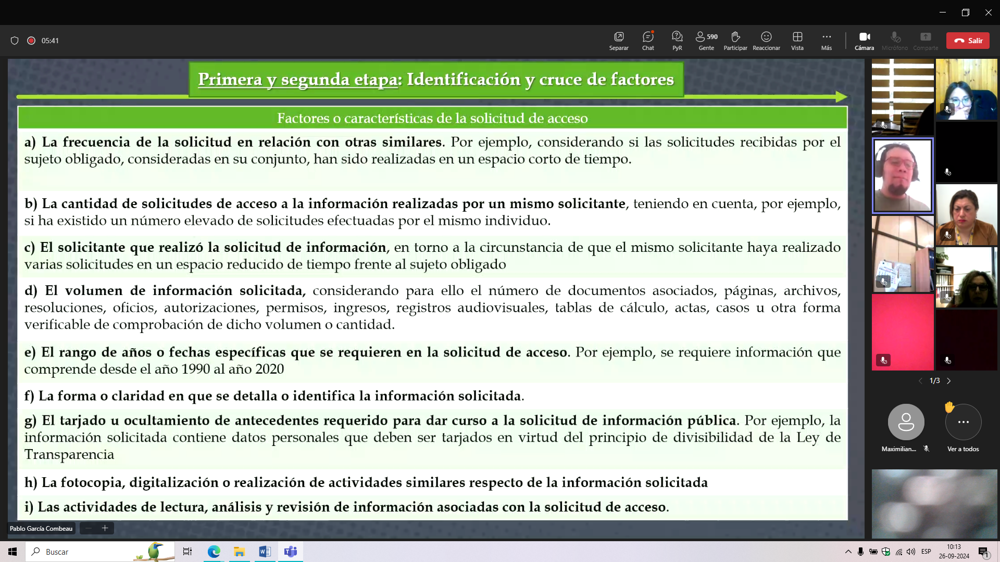 05:41
Separar
Chat
PyR
590
Gente
Participar
Reaccionar
Vista
Más
Cámara
Micrófono
Comparte
Salir
Primera y segunda etapa: Identificación y cruce de factores
Factores o características de la solicitud de acceso
a) La frecuencia de la solicitud en relación con otras similares. Por ejemplo, considerando si las solicitudes recibidas por el
sujeto obligado, consideradas en su conjunto, han sido realizadas en un espacio corto de tiempo.
b) La cantidad de solicitudes de acceso a la información realizadas por un mismo solicitante, teniendo en cuenta, por ejemplo,
si ha existido un número elevado de solicitudes efectuadas por el mismo individuo.
c) El solicitante que realizó la solicitud de información, en torno a la circunstancia de que el mismo solicitante haya realizado
varias solicitudes en un espacio reducido de tiempo frente al sujeto obligado
d) El volumen de información solicitada, considerando para ello el número de documentos asociados, páginas, archivos,
resoluciones, oficios, autorizaciones, permisos, ingresos, registros audiovisuales, tablas de cálculo, actas, casos u otra forma
verificable de comprobación de dicho volumen o cantidad.
e) El rango de años o fechas específicas que se requieren en la solicitud de acceso. Por ejemplo, se requiere información que
comprende desde el año 1990 al año 2020
f) La forma o claridad en que se detalla o identifica la información solicitada.
g) El tarjado u ocultamiento de antecedentes requerido para dar curso a la solicitud de información pública. Por ejemplo, la
información solicitada contiene datos personales que deben ser tarjados en virtud del principio de divisibilidad de la Ley de
Transparencia
h) La fotocopia, digitalización o realización de actividades similares respecto de la información solicitada
i) Las actividades de lectura, análisis y revisión de información asociadas con la solicitud de acceso.
Pablo García Combeau
1/3
Maximilian...
Ver a todos
Buscar
ESP
10:13
26-09-2024
1